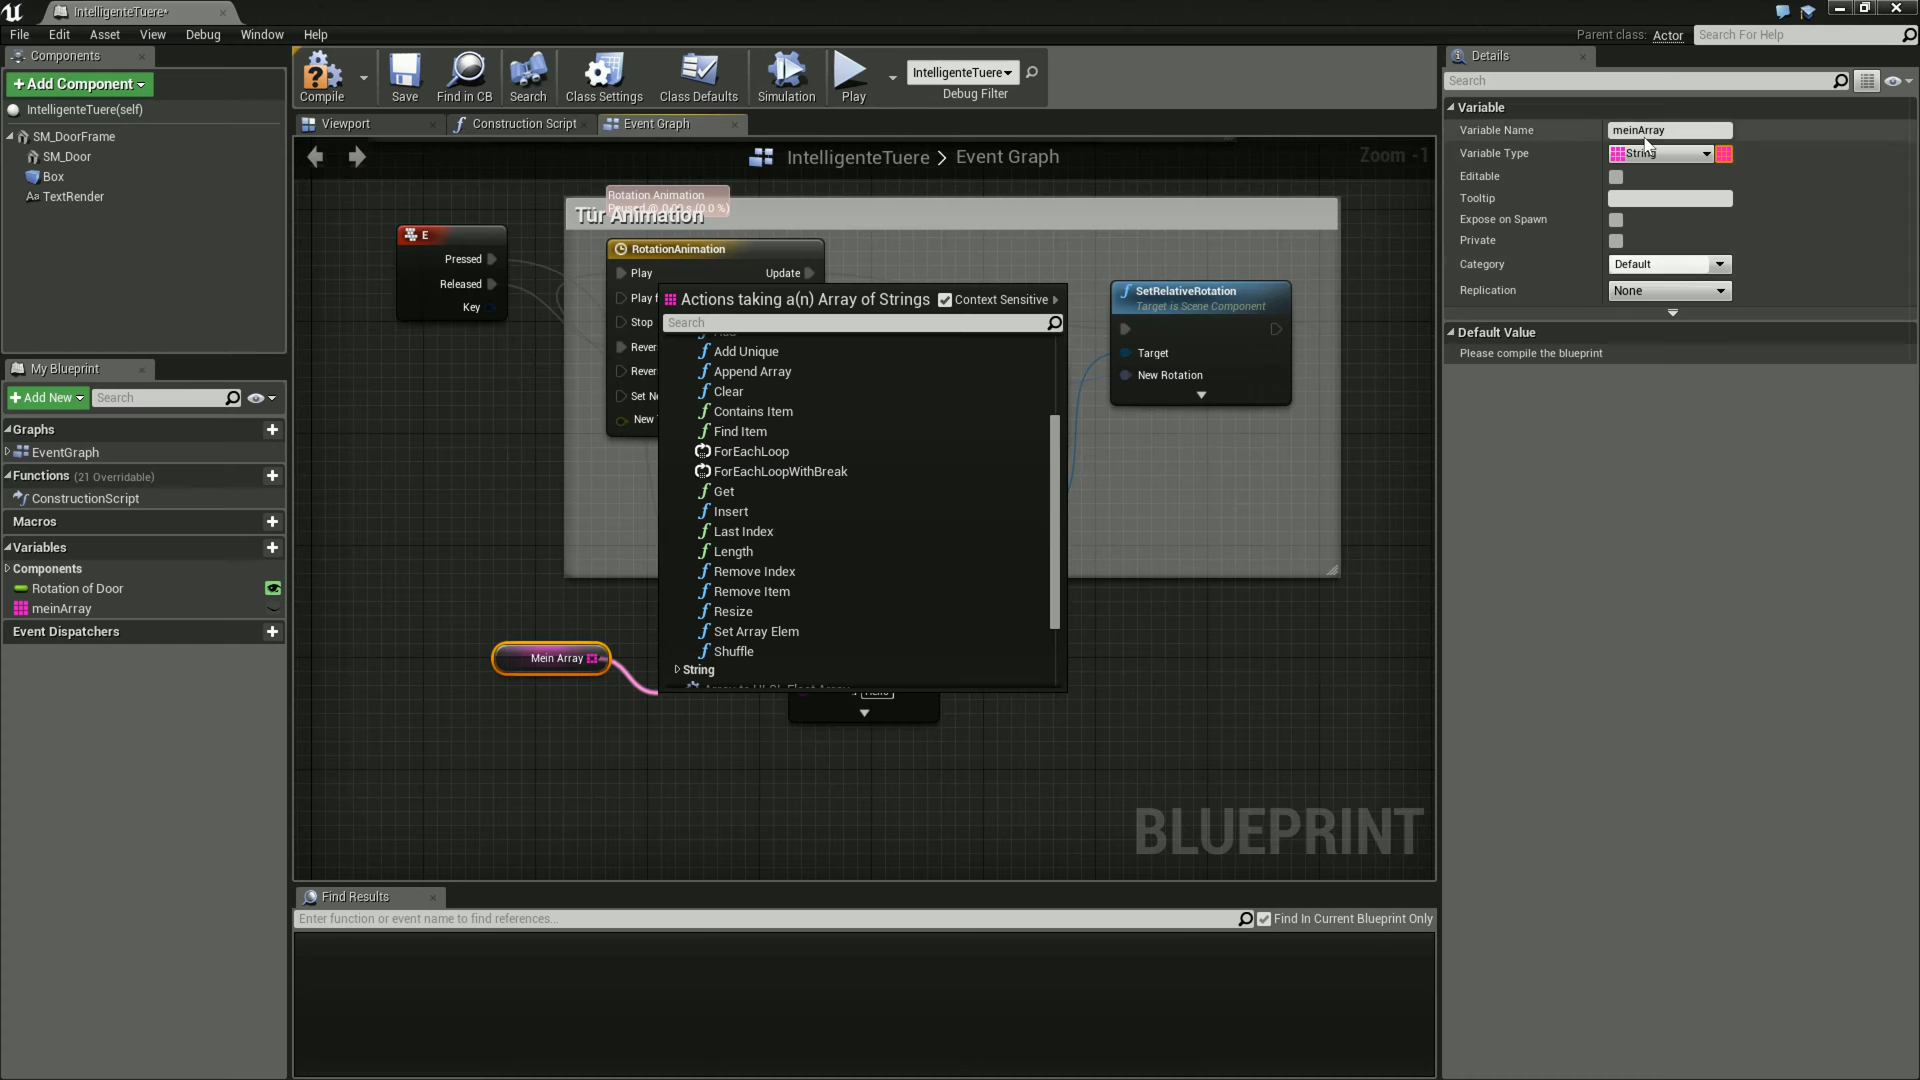 IntelligenteTuere*
File Edit Asset View Debug Window Help
Parent class: Actor Search For Help
Components
+Add Component
IntelligenteTuere(self)
SM_DoorFrame
SM_Door
Box
TextRender
Compile Save Find in CB Search Class Settings Class Defaults Simulation Play
IntelligenteTuere
Debug Filter
Viewport Construction Script Event Graph
IntelligenteTuere > Event Graph
Zoom -1
Rotation Animation
Tür Animation
E
Pressed
Released
Key
RotationAnimation
Play Update
Play f
Stop
Rever
Rever
Set Ne
New
SetRelativeRotation
Target is Scene Component
Target
New Rotation
Actions taking a(n) Array of Strings Context Sensitive
Search
Add Unique
Append Array
Clear
Contains Item
Find Item
ForEachLoop
ForEachLoopWithBreak
Get
Insert
Last Index
Length
Remove Index
Remove Item
Resize
Set Array Elem
Shuffle
String
Mein Array
BLUEPRINT
My Blueprint
+Add New Search
Graphs
EventGraph
Functions (21 Overridable)
ConstructionScript
Macros
Variables
Components
Rotation of Door
meinArray
Event Dispatchers
Find Results
Enter function or event name to find references...
Find In Current Blueprint Only
Details
Search
Variable
Variable Name meinArray
Variable Type String
Editable
Tooltip
Expose on Spawn
Private
Category Default
Replication None
Default Value
Please compile the blueprint